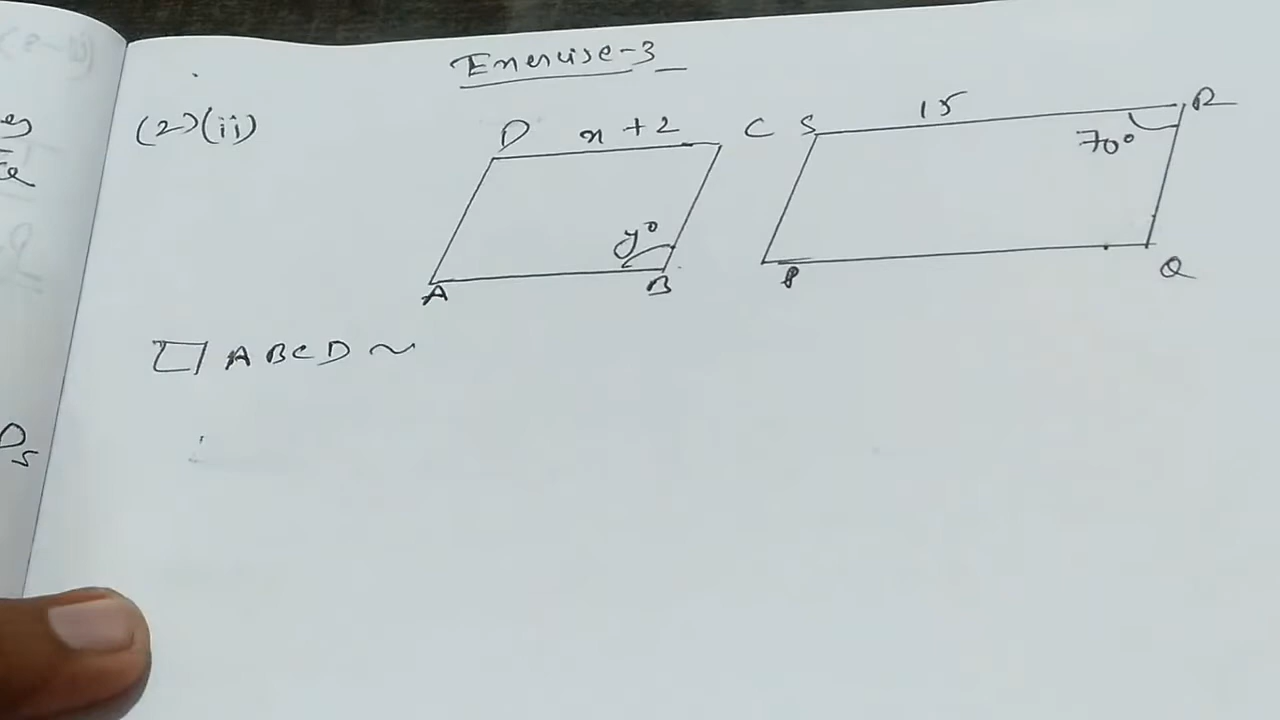 Exercise-3
(2)(ii)
D x+2 C
y°
A B
S 15 R
70°
P Q
▱ ABCD ~